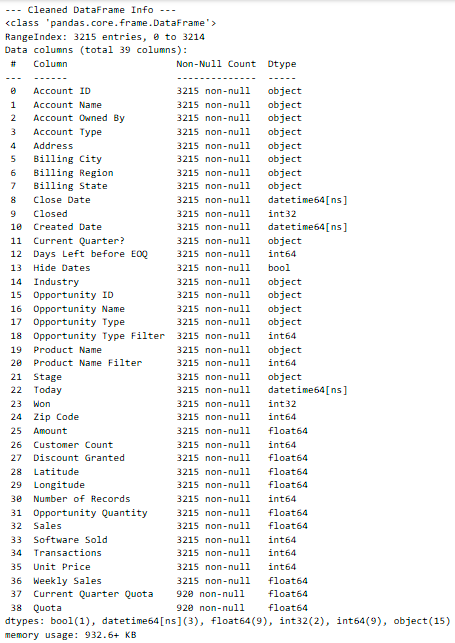 --- Cleaned DataFrame Info ---
<class 'pandas.core.frame.DataFrame'>
RangeIndex: 3215 entries, 0 to 3214
Data columns (total 39 columns):
 #   Column                   Non-Null Count  Dtype
---  ------                   --------------  -----
 0   Account ID               3215 non-null   object
 1   Account Name             3215 non-null   object
 2   Account Owned By         3215 non-null   object
 3   Account Type             3215 non-null   object
 4   Address                  3215 non-null   object
 5   Billing City             3215 non-null   object
 6   Billing Region           3215 non-null   object
 7   Billing State            3215 non-null   object
 8   Close Date               3215 non-null   datetime64[ns]
 9   Closed                   3215 non-null   int32
 10  Created Date             3215 non-null   datetime64[ns]
 11  Current Quarter?         3215 non-null   object
 12  Days Left before EOQ     3215 non-null   int64
 13  Hide Dates               3215 non-null   bool
 14  Industry                 3215 non-null   object
 15  Opportunity ID           3215 non-null   object
 16  Opportunity Name         3215 non-null   object
 17  Opportunity Type         3215 non-null   object
 18  Opportunity Type Filter  3215 non-null   int64
 19  Product Name             3215 non-null   object
 20  Product Name Filter      3215 non-null   int64
 21  Stage                    3215 non-null   object
 22  Today                    3215 non-null   datetime64[ns]
 23  Won                      3215 non-null   int32
 24  Zip Code                 3215 non-null   int64
 25  Amount                   3215 non-null   float64
 26  Customer Count           3215 non-null   int64
 27  Discount Granted         3215 non-null   float64
 28  Latitude                 3215 non-null   float64
 29  Longitude                3215 non-null   float64
 30  Number of Records        3215 non-null   int64
 31  Opportunity Quantity     3215 non-null   float64
 32  Sales                    3215 non-null   float64
 33  Software Sold            3215 non-null   int64
 34  Transactions             3215 non-null   int64
 35  Unit Price               3215 non-null   int64
 36  Weekly Sales             3215 non-null   float64
 37  Current Quarter Quota    920 non-null    float64
 38  Quota                    920 non-null    float64
dtypes: bool(1), datetime64[ns](3), float64(9), int32(2), int64(9), object(15)
memory usage: 932.6+ KB